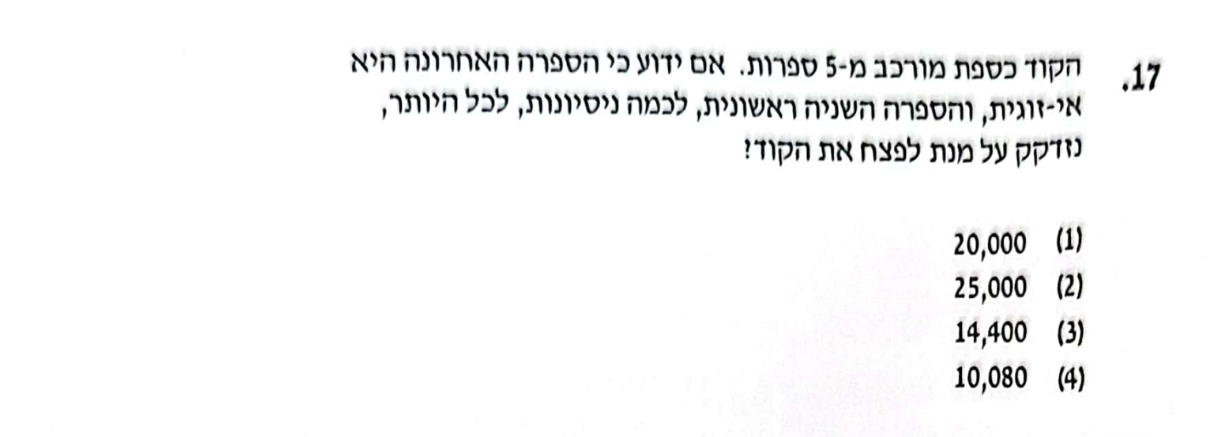 17. הקוד כספת מורכב מ-5 ספרות. אם ידוע כי הספרה האחרונה היא
אי-זוגית, והספרה השניה ראשונית, לכמה ניסיונות, לכל היותר,
נזדקק על מנת לפצח את הקוד?
(1) 20,000
(2) 25,000
(3) 14,400
(4) 10,080